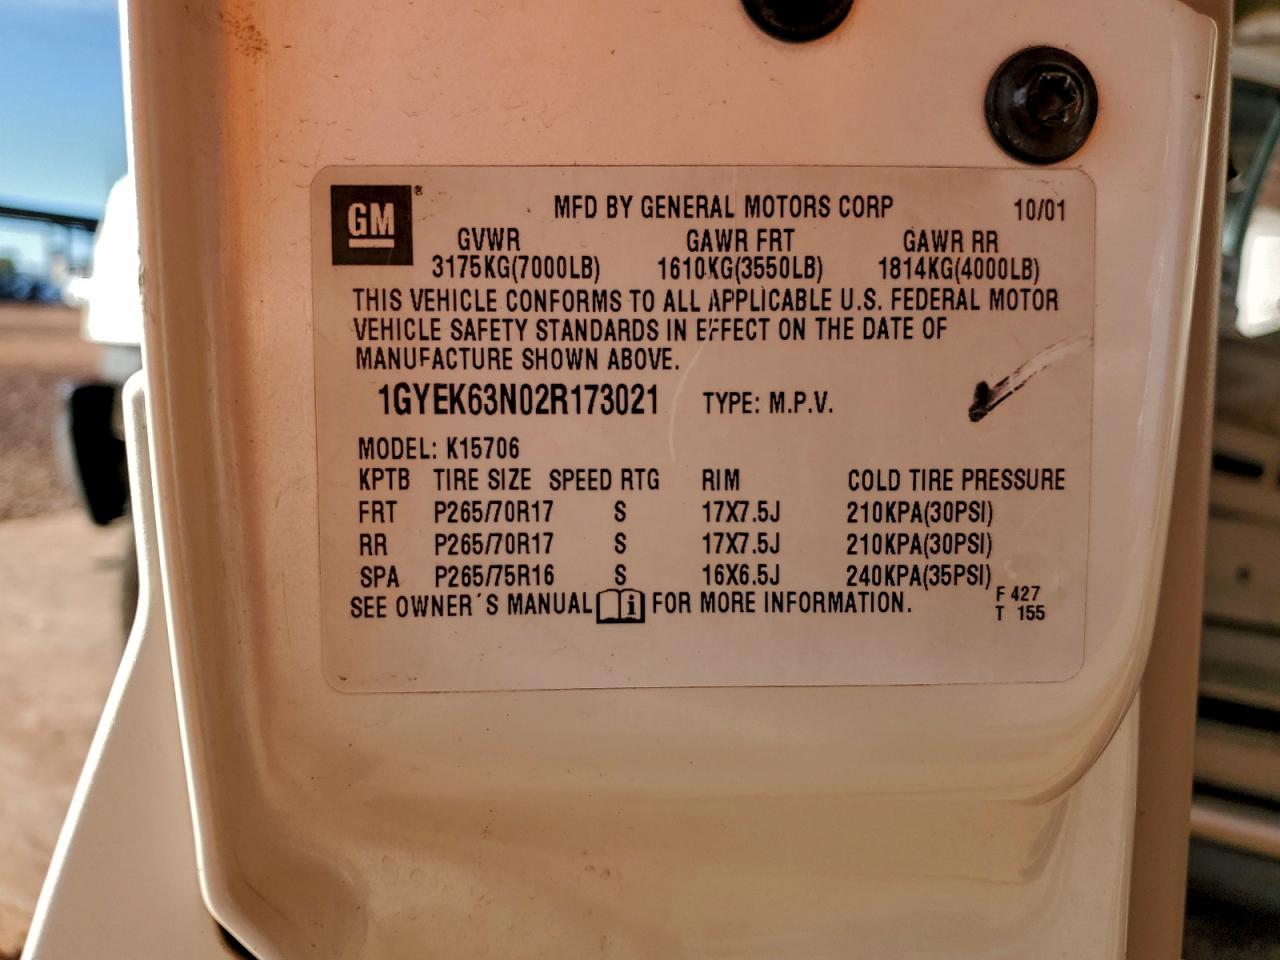 GM ®
MFD BY GENERAL MOTORS CORP 10/01
GVWR GAWR FRT GAWR RR
3175KG(7000LB) 1610KG(3550LB) 1814KG(4000LB)
THIS VEHICLE CONFORMS TO ALL APPLICABLE U.S. FEDERAL MOTOR
VEHICLE SAFETY STANDARDS IN EFFECT ON THE DATE OF
MANUFACTURE SHOWN ABOVE.
1GYEK63N02R173021 TYPE: M.P.V.
MODEL: K15706
KPTB TIRE SIZE SPEED RTG RIM COLD TIRE PRESSURE
FRT P265/70R17 S 17X7.5J 210KPA(30PSI)
RR P265/70R17 S 17X7.5J 210KPA(30PSI)
SPA P265/75R16 S 16X6.5J 240KPA(35PSI)
SEE OWNER´S MANUAL i FOR MORE INFORMATION.
F 427
T 155